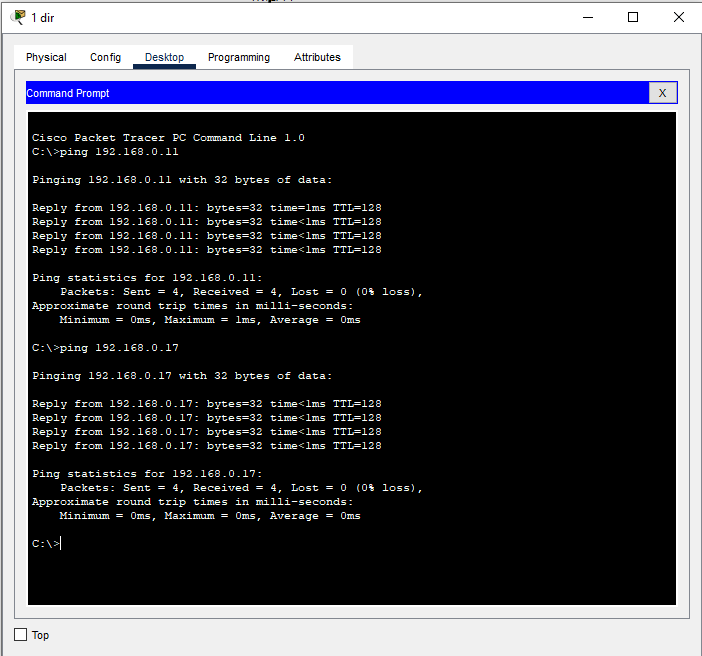 1 dir
Physical Config Desktop Programming Attributes
Command Prompt
X
Cisco Packet Tracer PC Command Line 1.0
C:\>ping 192.168.0.11
Pinging 192.168.0.11 with 32 bytes of data:
Reply from 192.168.0.11: bytes=32 time=1ms TTL=128
Reply from 192.168.0.11: bytes=32 time<1ms TTL=128
Reply from 192.168.0.11: bytes=32 time<1ms TTL=128
Reply from 192.168.0.11: bytes=32 time<1ms TTL=128
Ping statistics for 192.168.0.11:
Packets: Sent = 4, Received = 4, Lost = 0 (0% loss),
Approximate round trip times in milli-seconds:
Minimum = 0ms, Maximum = 1ms, Average = 0ms
C:\>ping 192.168.0.17
Pinging 192.168.0.17 with 32 bytes of data:
Reply from 192.168.0.17: bytes=32 time<1ms TTL=128
Reply from 192.168.0.17: bytes=32 time<1ms TTL=128
Reply from 192.168.0.17: bytes=32 time<1ms TTL=128
Reply from 192.168.0.17: bytes=32 time<1ms TTL=128
Ping statistics for 192.168.0.17:
Packets: Sent = 4, Received = 4, Lost = 0 (0% loss),
Approximate round trip times in milli-seconds:
Minimum = 0ms, Maximum = 0ms, Average = 0ms
C:\>
Top